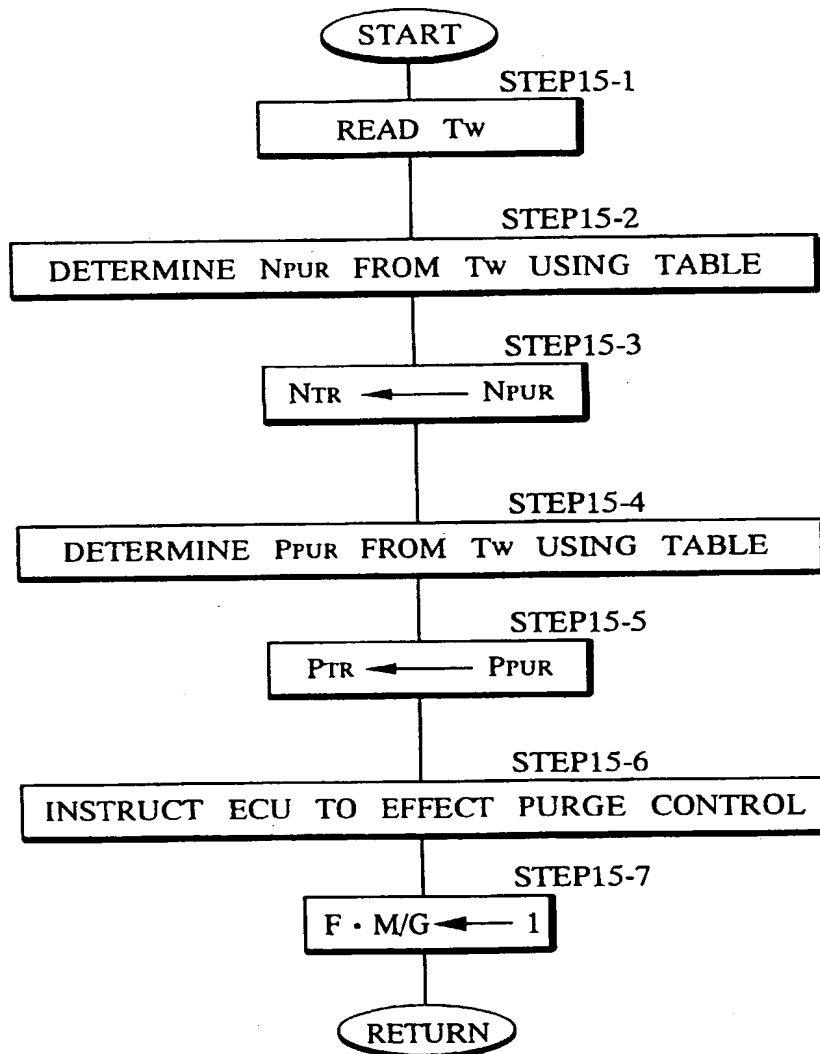 START
STEP15-1
READ Tw
STEP15-2
DETERMINE NPUR FROM Tw USING TABLE
STEP15-3
NTR ← NPUR
STEP15-4
DETERMINE PPUR FROM Tw USING TABLE
STEP15-5
PTR ← PPUR
STEP15-6
INSTRUCT ECU TO EFFECT PURGE CONTROL
STEP15-7
F・M/G ← 1
RETURN